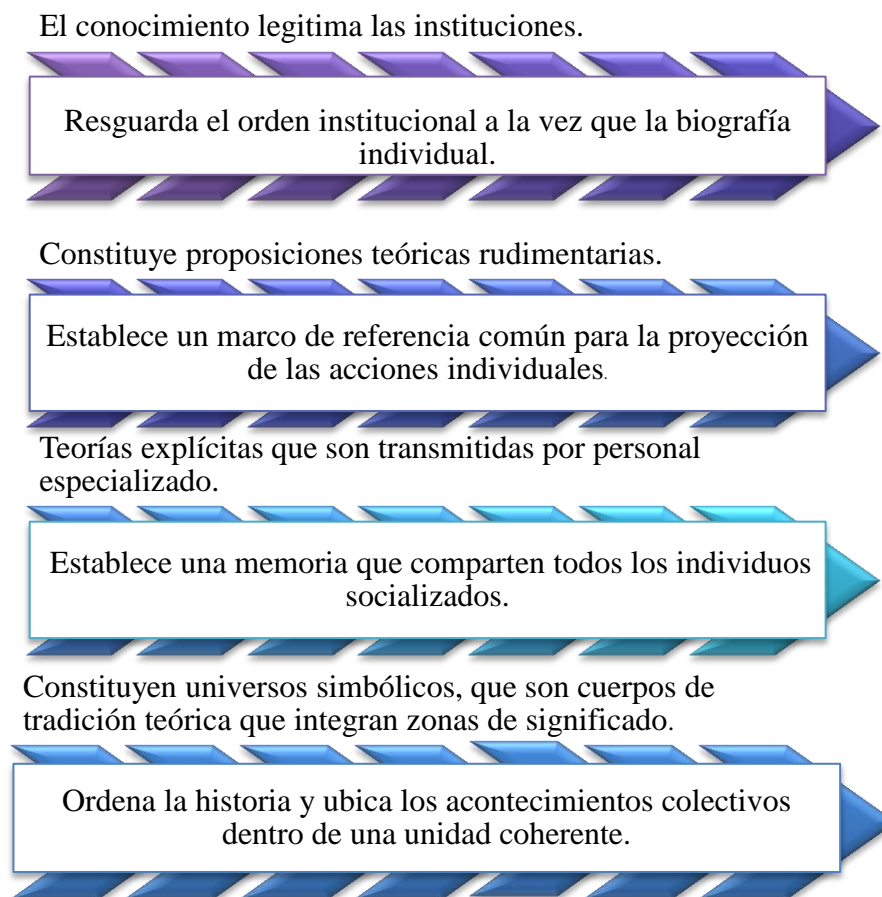 El conocimiento legitima las instituciones.
Resguarda el orden institucional a la vez que la biografía
individual.
Constituye proposiciones teóricas rudimentarias.
Establece un marco de referencia común para la proyección
de las acciones individuales.
Teorías explícitas que son transmitidas por personal
especializado.
Establece una memoria que comparten todos los individuos
socializados.
Constituyen universos simbólicos, que son cuerpos de
tradición teórica que integran zonas de significado.
Ordena la historia y ubica los acontecimientos colectivos
dentro de una unidad coherente.